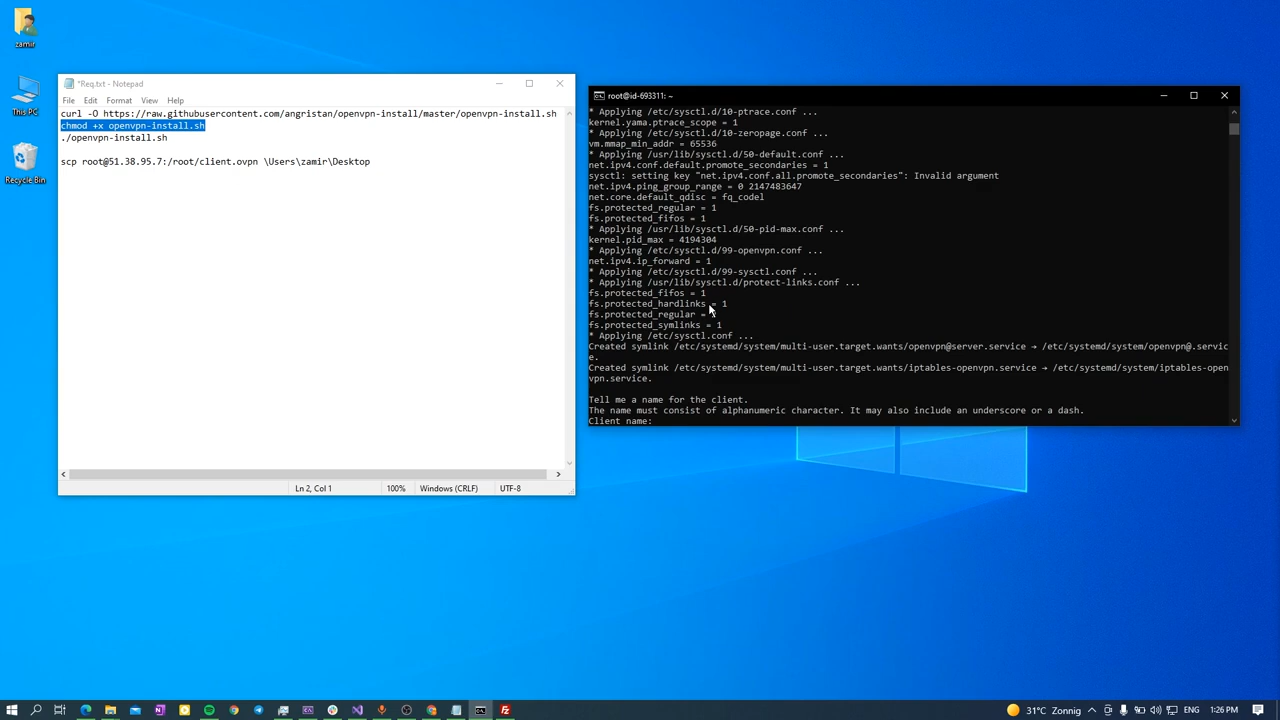 zamir
This PC
Recycle Bin
*Req.txt - Notepad
File Edit Format View Help
curl -O https://raw.githubusercontent.com/angristan/openvpn-install/master/openvpn-install.sh
chmod +x openvpn-install.sh
./openvpn-install.sh
scp root@51.38.95.7:/root/client.ovpn \Users\zamir\Desktop
Ln 2, Col 1 100% Windows (CRLF) UTF-8
root@id-693311: ~
* Applying /etc/sysctl.d/10-ptrace.conf ...
kernel.yama.ptrace_scope = 1
* Applying /etc/sysctl.d/10-zeropage.conf ...
vm.mmap_min_addr = 65536
* Applying /usr/lib/sysctl.d/50-default.conf ...
net.ipv4.conf.default.promote_secondaries = 1
sysctl: setting key "net.ipv4.conf.all.promote_secondaries": Invalid argument
net.ipv4.ping_group_range = 0 2147483647
net.core.default_qdisc = fq_codel
fs.protected_regular = 1
fs.protected_fifos = 1
* Applying /usr/lib/sysctl.d/50-pid-max.conf ...
kernel.pid_max = 4194304
* Applying /etc/sysctl.d/99-openvpn.conf ...
net.ipv4.ip_forward = 1
* Applying /etc/sysctl.d/99-sysctl.conf ...
* Applying /usr/lib/sysctl.d/protect-links.conf ...
fs.protected_fifos = 1
fs.protected_hardlinks = 1
fs.protected_regular =
fs.protected_symlinks = 1
* Applying /etc/sysctl.conf ...
Created symlink /etc/systemd/system/multi-user.target.wants/openvpn@server.service → /etc/systemd/system/openvpn@.servic
e.
Created symlink /etc/systemd/system/multi-user.target.wants/iptables-openvpn.service → /etc/systemd/system/iptables-open
vpn.service.
Tell me a name for the client.
The name must consist of alphanumeric character. It may also include an underscore or a dash.
Client name:
31°C Zonnig ENG 1:26 PM